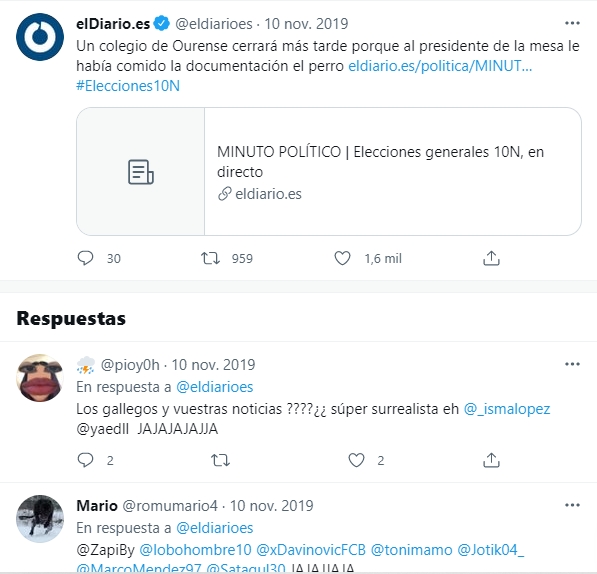 elDiario.es @eldiarioes · 10 nov. 2019
Un colegio de Ourense cerrará más tarde porque al presidente de la mesa le
había comido la documentación el perro eldiario.es/politica/MINUT...
#Elecciones10N
MINUTO POLÍTICO | Elecciones generales 10N, en
directo
eldiario.es
30 959 1,6 mil
Respuestas
@pioy0h · 10 nov. 2019
En respuesta a @eldiarioes
Los gallegos y vuestras noticias ????¿¿ súper surrealista eh @_ismalopez
@yaedll JAJAJAJAJJA
2 2
Mario @romumario4 · 10 nov. 2019
En respuesta a @eldiarioes
@ZapiBy @lobohombre10 @xDavinovicFCB @tonimamo @Jotik04_
@MarcoMendez97 @Satagul30 JAJAJJAJA